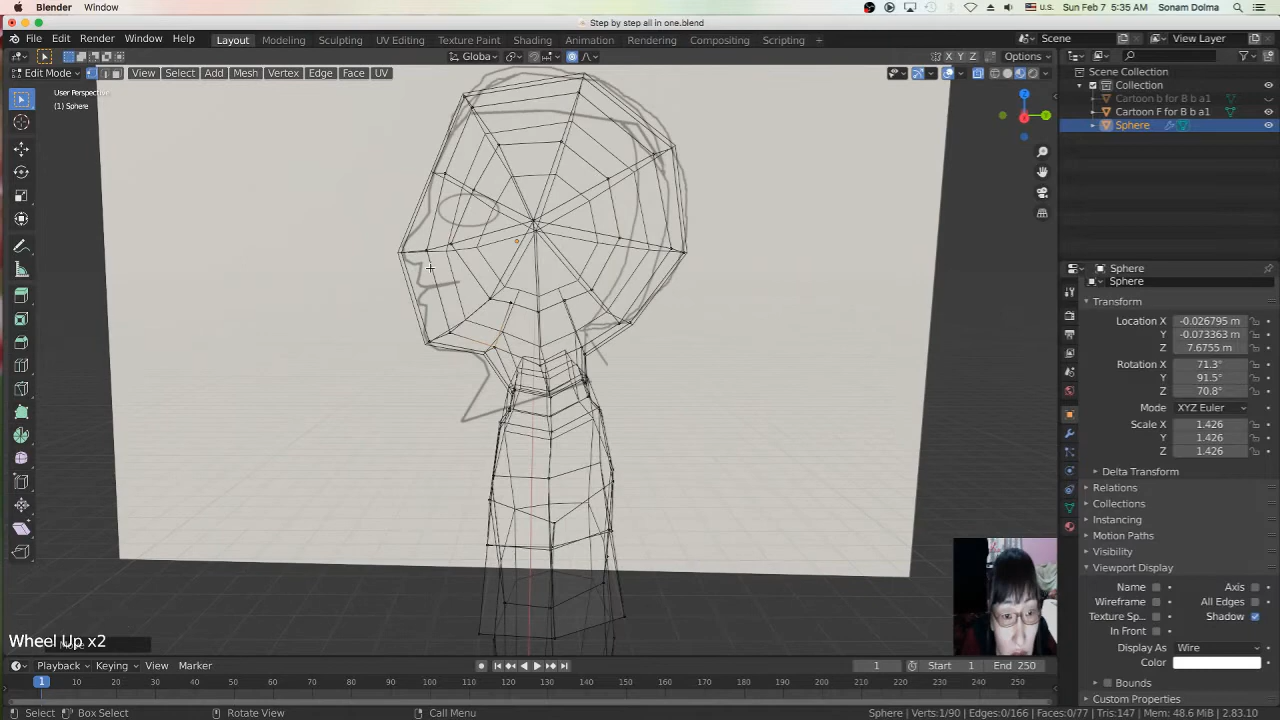 Blender Window U.S. Sun Feb 7 5:35 AM Sonam Dolma
Step by step all in one.blend
File Edit Render Window Help Layout Modeling Sculpting UV Editing Texture Paint Shading Animation Rendering Compositing Scripting + Scene View Layer
Globa X Y Z Options
Edit Mode View Select Add Mesh Vertex Edge Face UV
Scene Collection
User Perspective
(1) Sphere
Collection
Cartoon b for B b a1
Cartoon F for B b a1
Sphere
Z
Y
X
Sphere
Sphere
Transform
Location X -0.026795 m
Y -0.073363 m
Z 7.6755 m
Rotation X 71.3°
Y 91.5°
Z 70.8°
Mode XYZ Euler
Scale X 1.426
Y 1.426
Z 1.426
Delta Transform
Relations
Collections
Instancing
Motion Paths
Visibility
Viewport Display
Name Axis
Wireframe All Edges
Texture Sp... Shadow
In Front
Display As Wire
Color
Bounds
Custom Properties
Wheel Up x2
Playback Keying View Marker 1 Start 1 End 250
1 10 20 30 40 50 60 70 80 90 100 110 120 130 140 150 160 170 180 190 200 210 220 230 240 250
Select Box Select Rotate View Call Menu Sphere | Verts:1/90 | Edges:0/166 | Faces:0/77 | Tris:147 | Mem: 48.6 MiB | 2.83.10